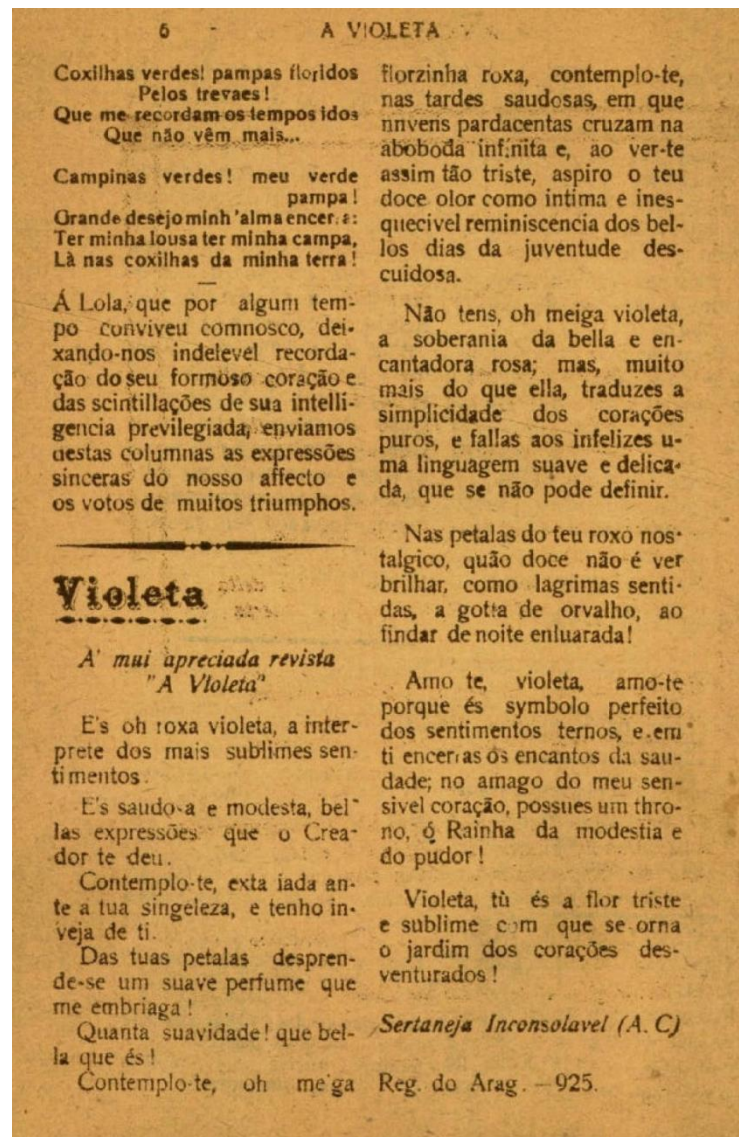 6 - A VIOLETA
Coxilhas verdes! pampas floridos
Pelos trevaes!
Que me recordam os tempos idos
Que não vêm mais...
Campinas verdes! meu verde
pampa!
Grande desejo minh'alma encerra:
Ter minha lousa ter minha campa,
Là nas coxilhas da minha terra!
Á Lola, que por algum tem-
po conviveu comnosco, dei-
xando-nos indelevel recorda-
ção do seu formoso coração e
das scintillações de sua intelli-
gencia previlegiada, enviamos
nestas columnas as expressões
sinceras do nosso affecto e
os votos de muitos triumphos.
Violeta
A' mui apreciada revista
"A Violeta"
E's oh roxa violeta, a inter-
prete dos mais sublimes sen-
timentos.
E's saudosa e modesta, bel-
las expressões que o Crea-
dor te deu.
Contemplo-te, extasiada an-
te a tua singeleza, e tenho in-
veja de ti.
Das tuas petalas despren-
de-se um suave perfume que
me embriaga!
Quanta suavidade! que bel-
la que és!
Contemplo-te, oh meiga
florzinha roxa, contemplo-te,
nas tardes saudosas, em que
nnvens pardacentas cruzam na
aboboda infinita e, ao ver-te
assim tão triste, aspiro o teu
doce olor como intima e ines-
quecivel reminiscencia dos bel-
los dias da juventude des-
cuidosa.
Não tens, oh meiga violeta,
a soberania da bella e en-
cantadora rosa; mas, muito
mais do que ella, traduzes a
simplicidade dos corações
puros, e fallas aos infelizes u-
ma linguagem suave e delica-
da, que se não pode definir.
Nas petalas do teu roxo nos-
talgico, quão doce não é ver
brilhar, como lagrimas senti-
das, a gotta de orvalho, ao
findar de noite enluarada!
Amo te, violeta, amo-te
porque és symbolo perfeito
dos sentimentos ternos, e em
ti encerras os encantos da sau-
dade; no amago do meu sen-
sivel coração, possues um thro-
no, ó Rainha da modestia e
do pudor!
Violeta, tù és a flor triste
e sublime com que se orna
o jardim dos corações des-
venturados!
Sertaneja Inconsolavel (A. C)
Reg. do Arag. — 925.